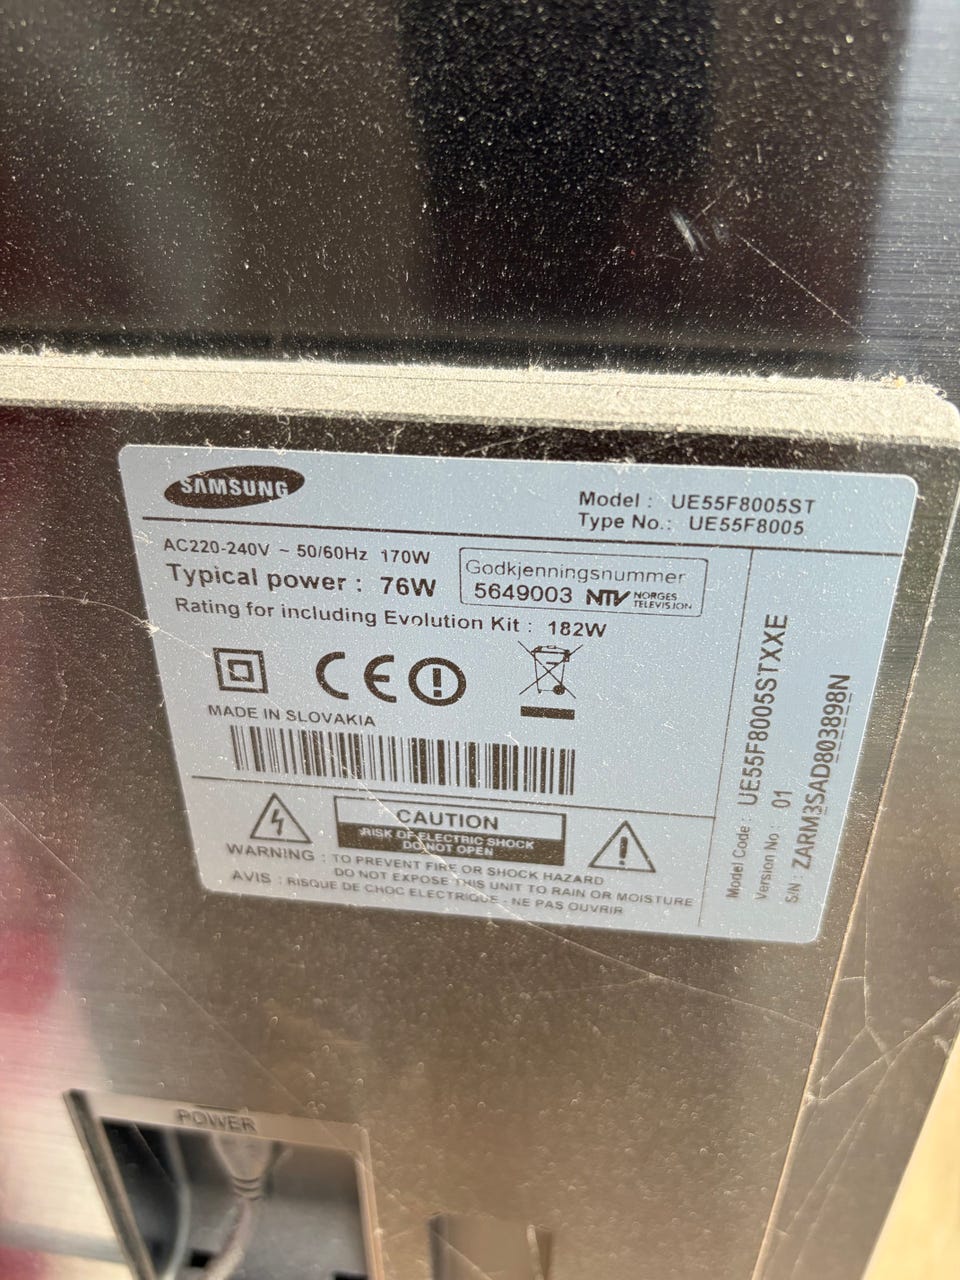 SAMSUNG
Model : UE55F8005ST
Type No.: UE55F8005
AC220-240V ~ 50/60Hz 170W
Typical power : 76W
Rating for including Evolution Kit : 182W
Godkjenningsnummer
5649003 NTV NORGES TELEVISJON
CE
MADE IN SLOVAKIA
CAUTION
RISK OF ELECTRIC SHOCK
DO NOT OPEN
WARNING : TO PREVENT FIRE OR SHOCK HAZARD
DO NOT EXPOSE THIS UNIT TO RAIN OR MOISTURE
AVIS : RISQUE DE CHOC ELECTRIQUE - NE PAS OUVRIR
Model Code : UE55F8005STXXE
Version No : 01
S/N : ZARM3SAD803898N
POWER